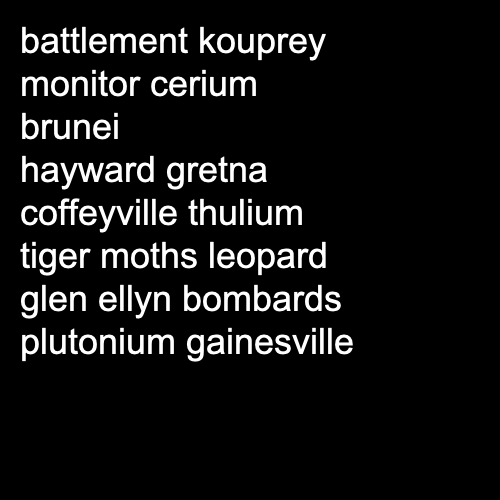 battlement kouprey
monitor cerium
brunei
hayward gretna
coffeyville thulium
tiger moths leopard
glen ellyn bombards
plutonium gainesville